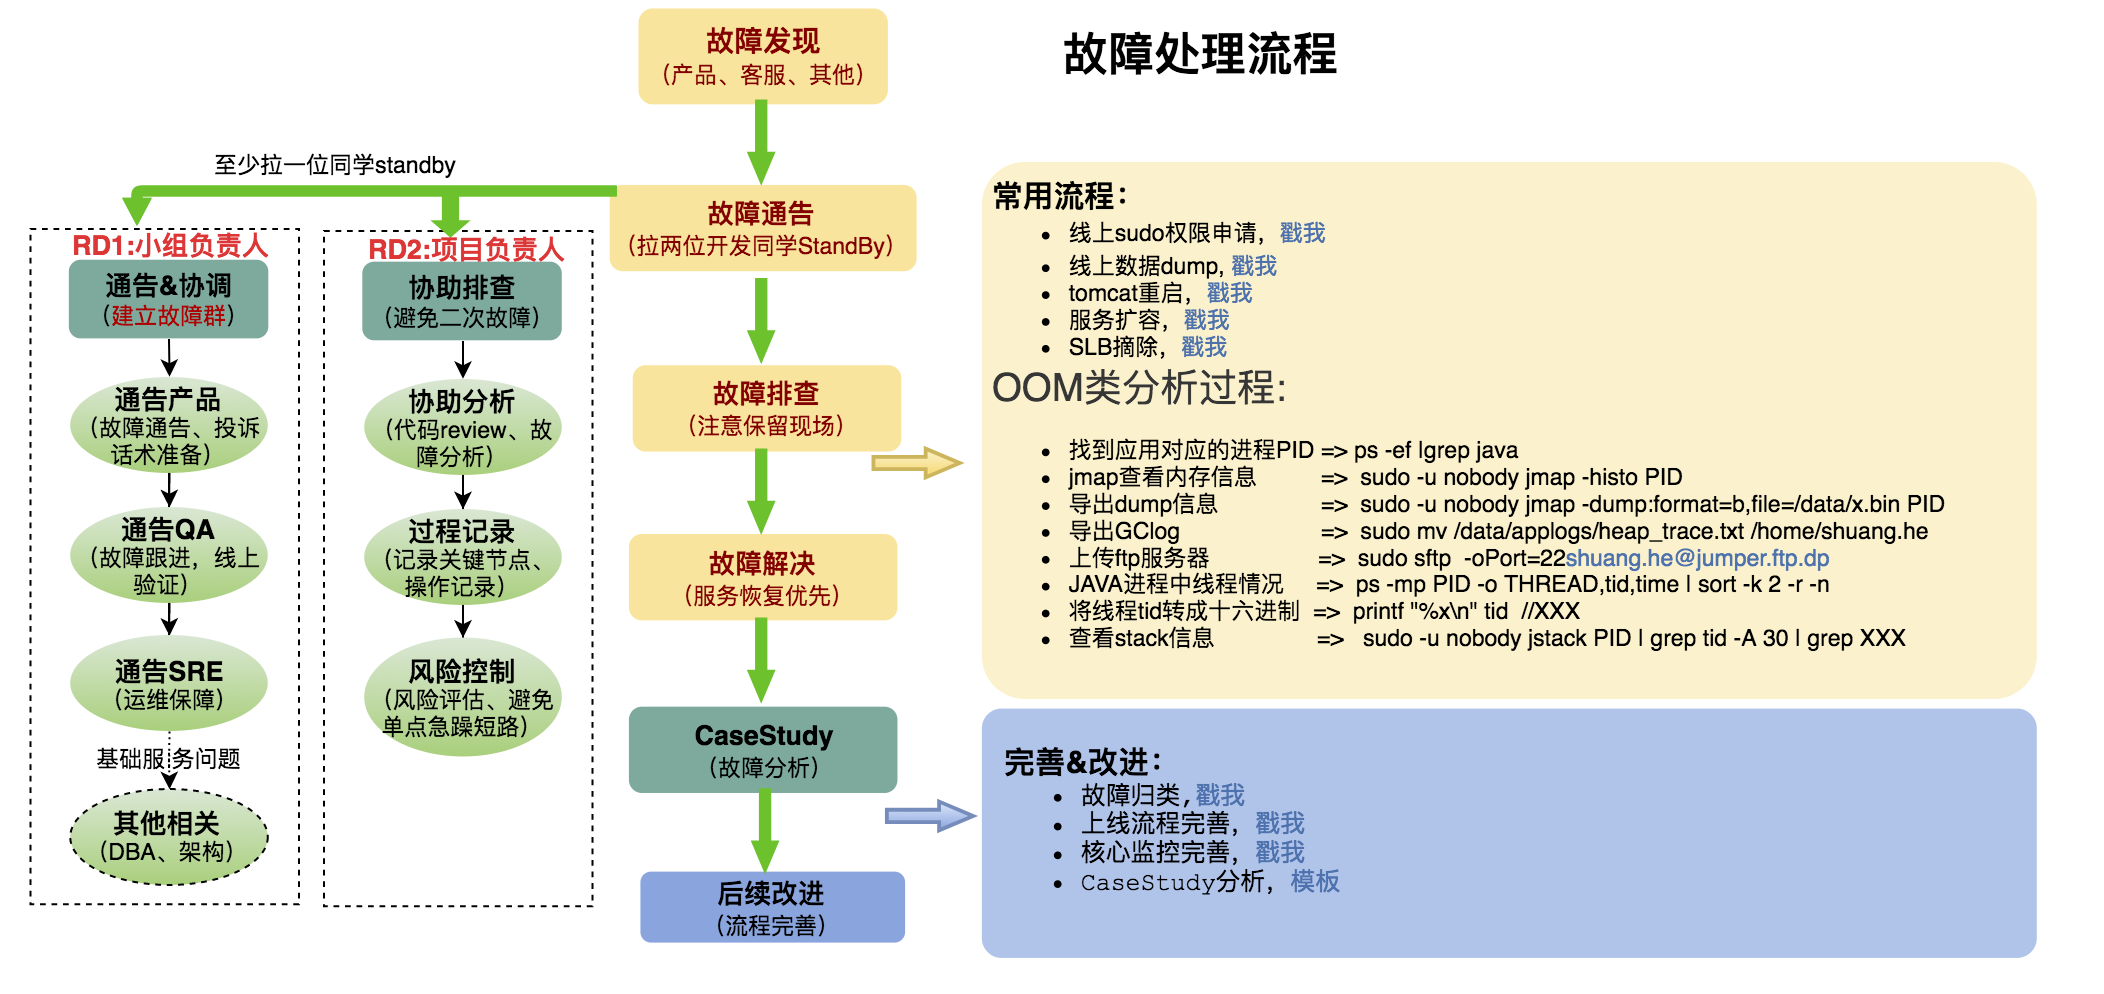 故障处理流程
故障发现
（产品、客服、其他）
至少拉一位同学standby
故障通告
（拉两位开发同学StandBy）
RD1:小组负责人
通告&协调
（建立故障群）
通告产品
（故障通告、投诉
话术准备）
通告QA
（故障跟进，线上
验证）
通告SRE
（运维保障）
基础服务问题
其他相关
（DBA、架构）
RD2:项目负责人
协助排查
（避免二次故障）
协助分析
（代码review、故
障分析）
过程记录
（记录关键节点、
操作记录）
风险控制
（风险评估、避免
单点急躁短路）
故障排查
（注意保留现场）
故障解决
（服务恢复优先）
CaseStudy
（故障分析）
后续改进
（流程完善）
常用流程：
• 线上sudo权限申请，戳我
• 线上数据dump, 戳我
• tomcat重启，戳我
• 服务扩容，戳我
• SLB摘除，戳我
OOM类分析过程:
• 找到应用对应的进程PID => ps -ef |grep java
• jmap查看内存信息 => sudo -u nobody jmap -histo PID
• 导出dump信息 => sudo -u nobody jmap -dump:format=b,file=/data/x.bin PID
• 导出GClog => sudo mv /data/applogs/heap_trace.txt /home/shuang.he
• 上传ftp服务器 => sudo sftp -oPort=22shuang.he@jumper.ftp.dp
• JAVA进程中线程情况 => ps -mp PID -o THREAD,tid,time | sort -k 2 -r -n
• 将线程tid转成十六进制 => printf "%x\n" tid //XXX
• 查看stack信息 => sudo -u nobody jstack PID | grep tid -A 30 | grep XXX
完善&改进：
• 故障归类,戳我
• 上线流程完善，戳我
• 核心监控完善，戳我
• CaseStudy分析，模板